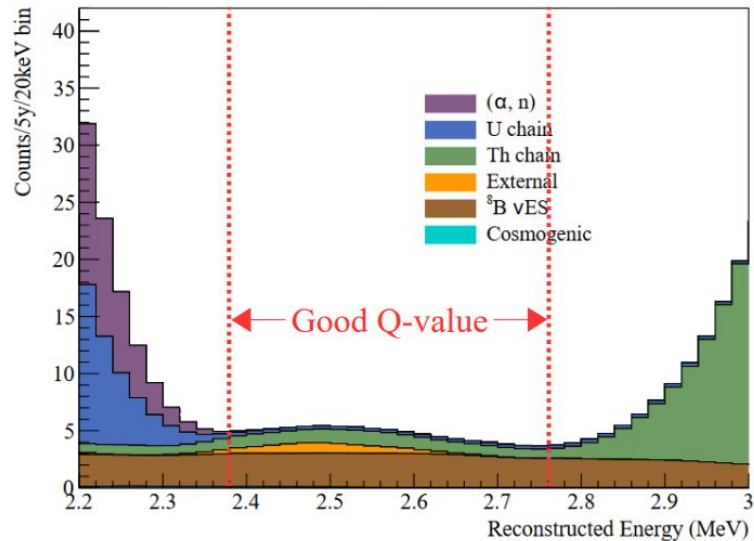 Counts/5y/20keV bin
40
35
30
25
20
15
10
5
0
(α, n)
U chain
Th chain
External
⁸B νES
Cosmogenic
Good Q-value
2.2 2.3 2.4 2.5 2.6 2.7 2.8 2.9 3
Reconstructed Energy (MeV)